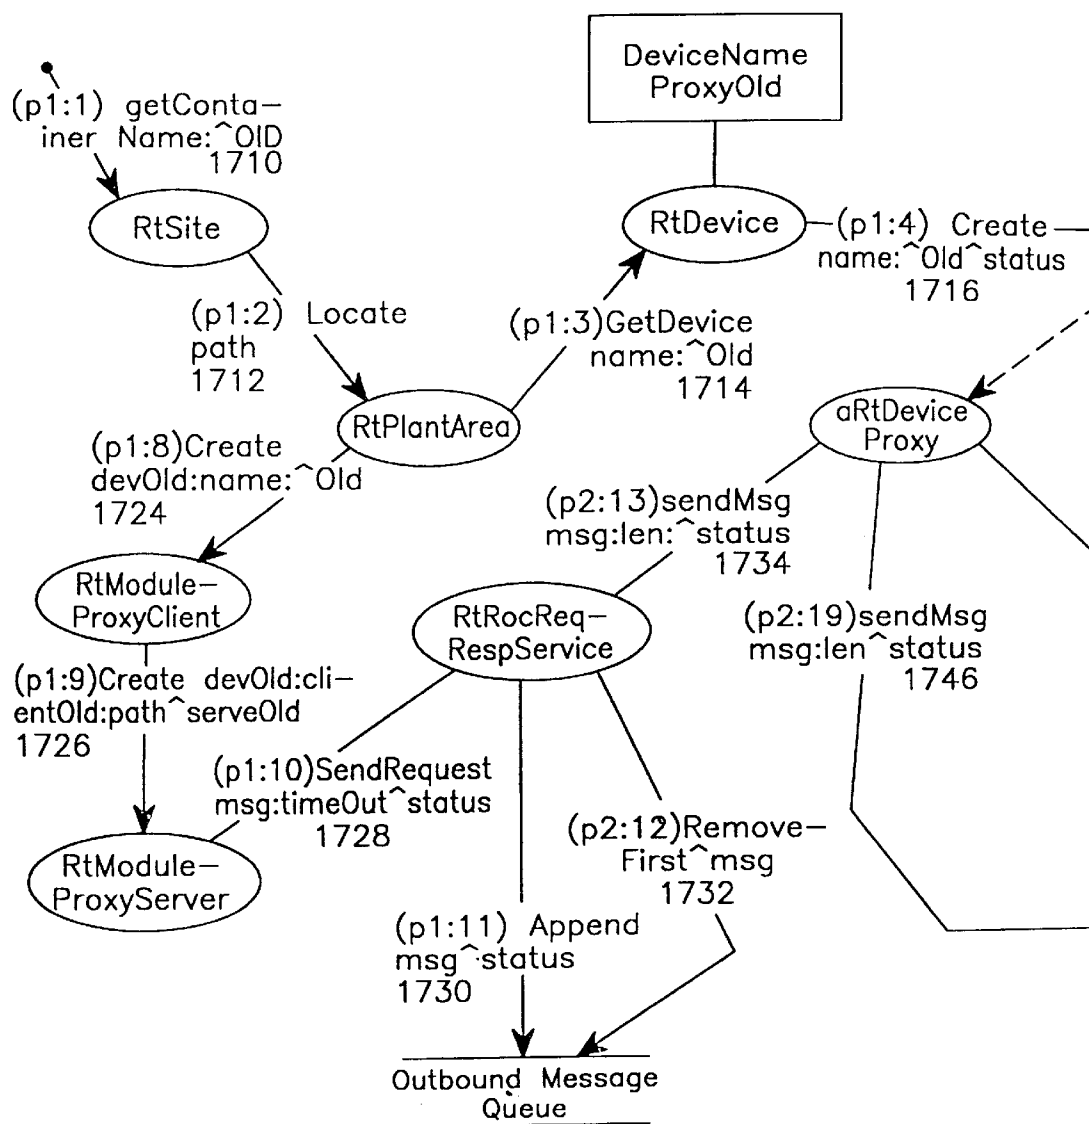 DeviceName
ProxyOld
(p1:1) getConta-
iner Name:^OID
1710
RtSite
RtDevice
(p1:4) Create
name:^Old^status
1716
(p1:2) Locate
path
1712
(p1:3)GetDevice
name:^Old
1714
RtPlantArea
aRtDevice
Proxy
(p1:8)Create
devOld:name:^Old
1724
(p2:13)sendMsg
msg:len:^status
1734
RtModule-
ProxyClient
RtRocReq-
RespService
(p2:19)sendMsg
msg:len^status
1746
(p1:9)Create devOld:cli-
entOld:path^serveOld
1726
(p1:10)SendRequest
msg:timeOut^status
1728
(p2:12)Remove-
First^msg
1732
RtModule-
ProxyServer
(p1:11) Append
msg^status
1730
Outbound Message
Queue